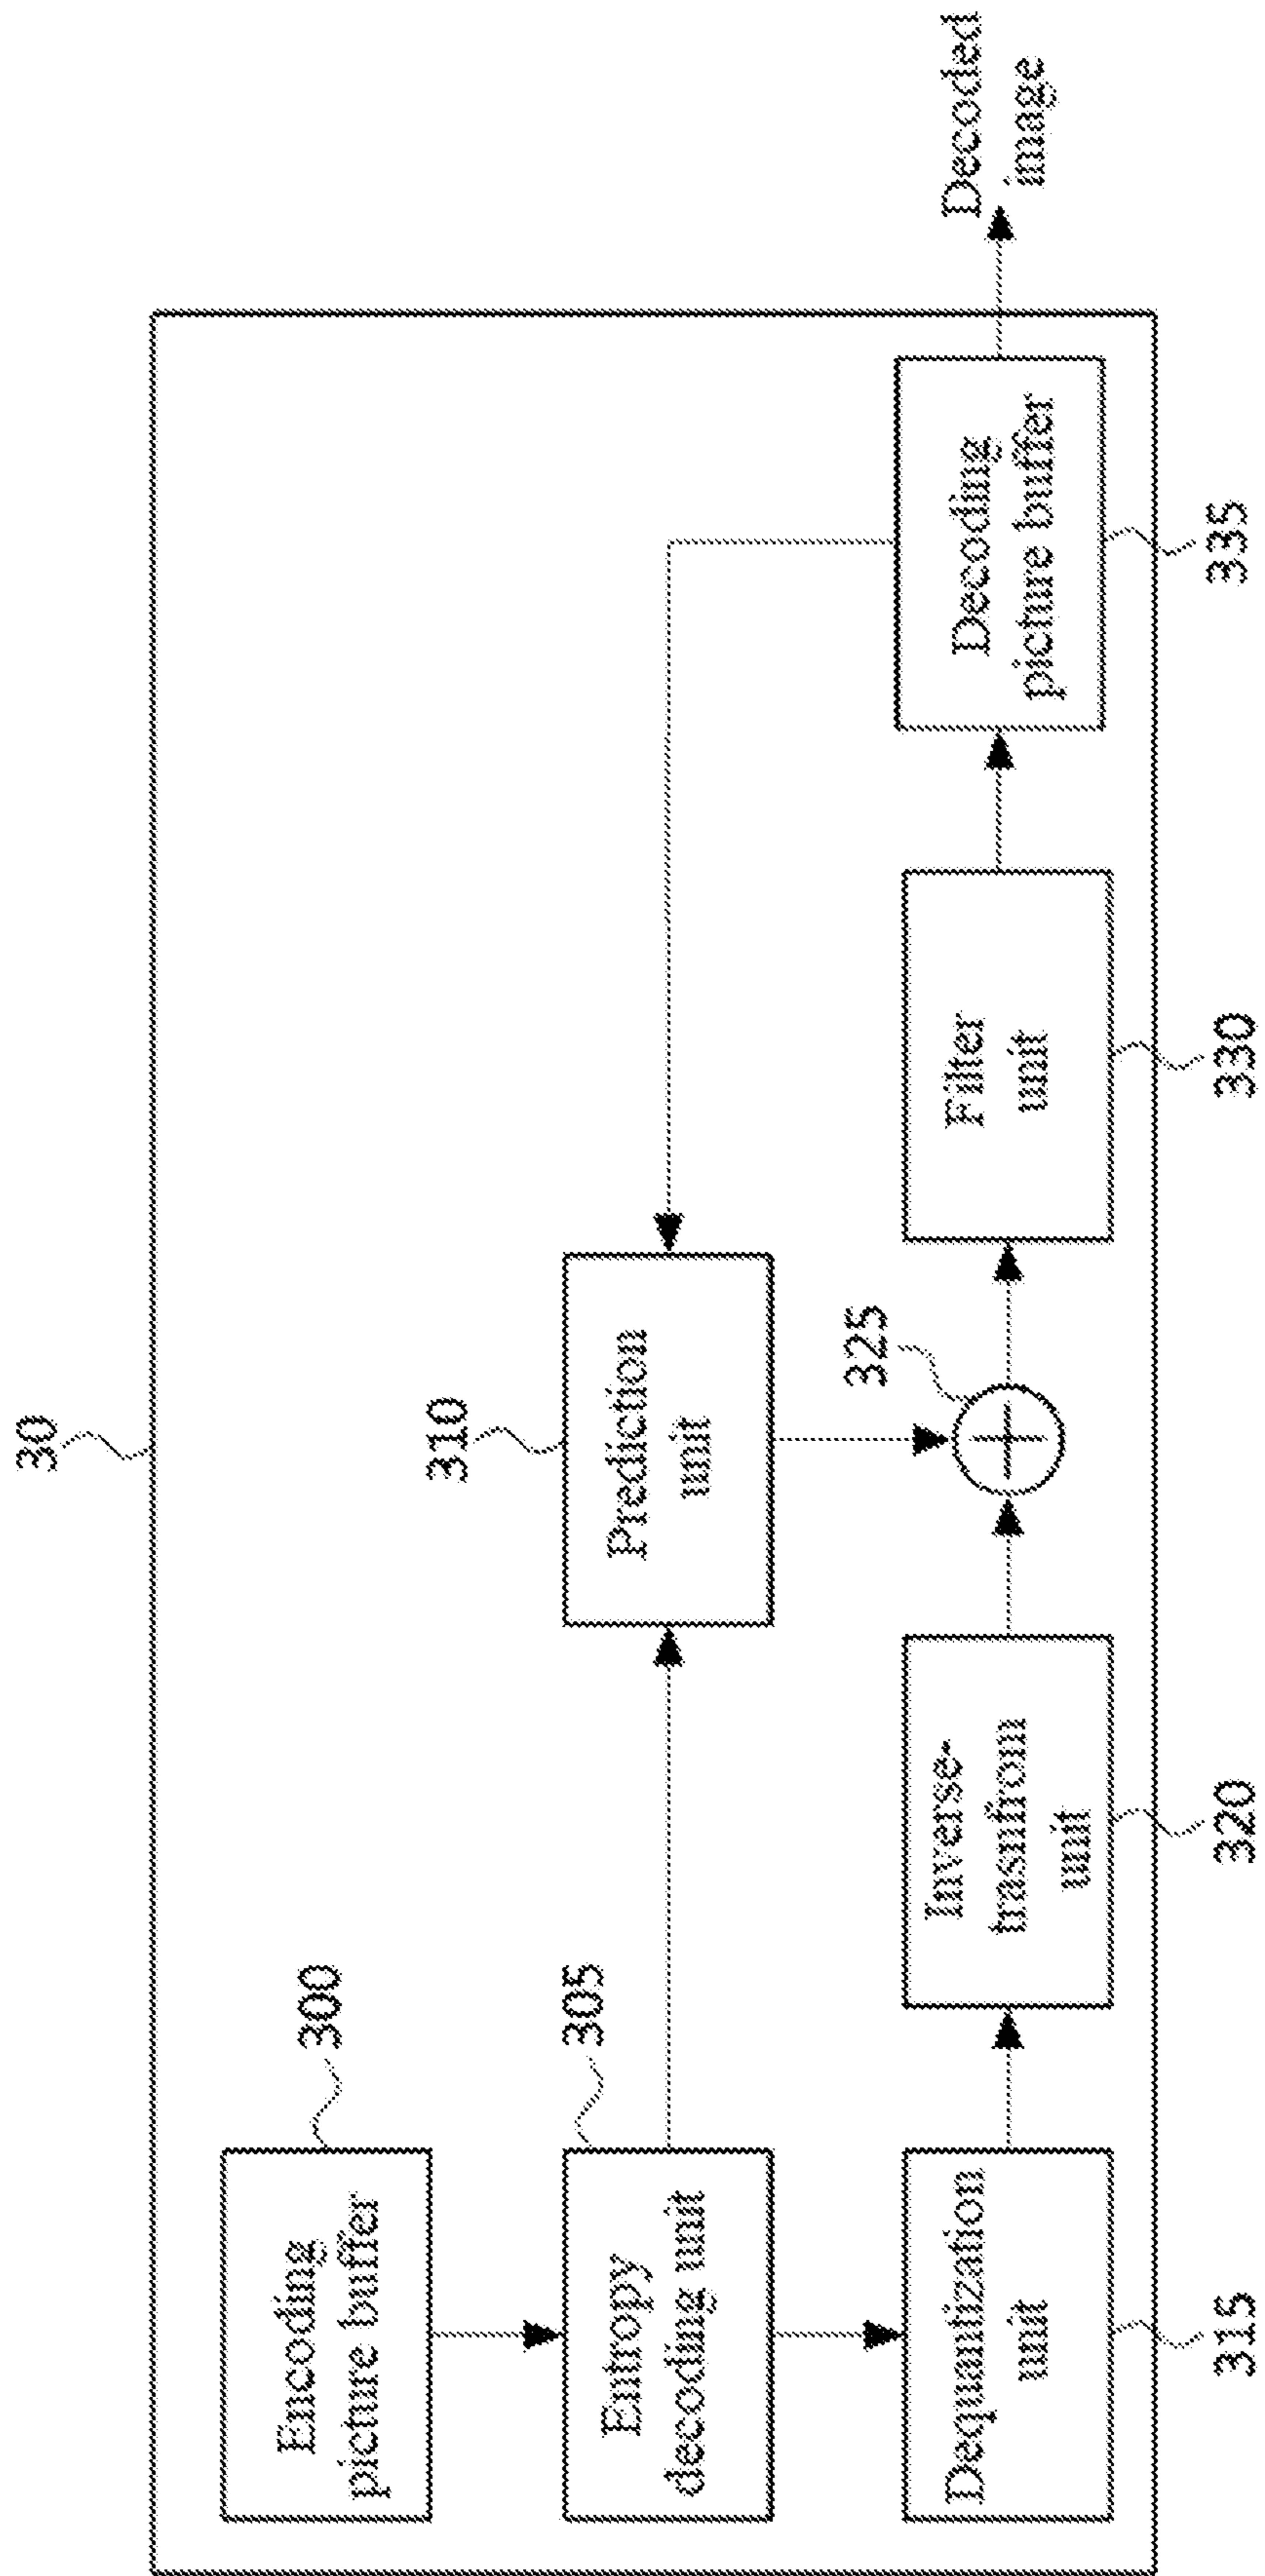 30
300
Encoding
picture buffer
305
Entropy
decoding unit
310
Prediction
unit
325
Dequantization
unit
315
Inverse-
trasnfrom
unit
320
Filter
unit
330
Decoding
picture buffer
335
Decoded
image